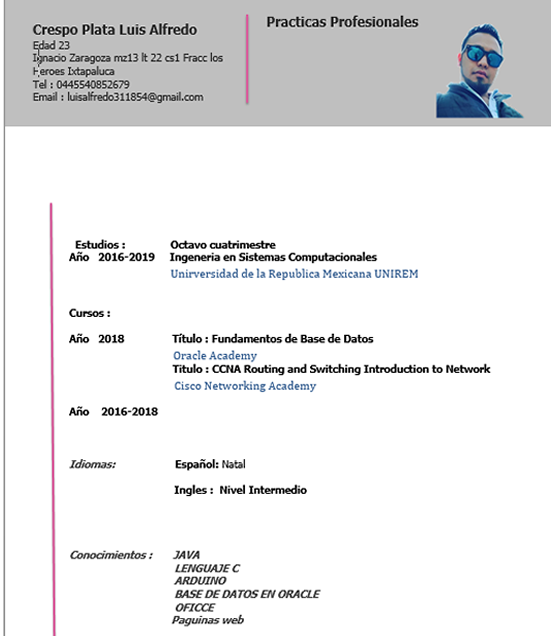 Crespo Plata Luis Alfredo
Edad 23
Ignacio Zaragoza mz13 lt 22 cs1 Fracc los
Heroes Ixtapaluca
Tel : 0445540852679
Email : luisalfredo311854@gmail.com
Practicas Profesionales
Estudios : Octavo cuatrimestre
Año 2016-2019 Ingeneria en Sistemas Computacionales
Unirversidad de la Republica Mexicana UNIREM
Cursos :
Año 2018 Título : Fundamentos de Base de Datos
Oracle Academy
Titulo : CCNA Routing and Switching Introduction to Network
Cisco Networking Academy
Año 2016-2018
Idiomas: Español: Natal
Ingles : Nivel Intermedio
Conocimientos : JAVA
LENGUAJE C
ARDUINO
BASE DE DATOS EN ORACLE
OFICCE
Paguinas web